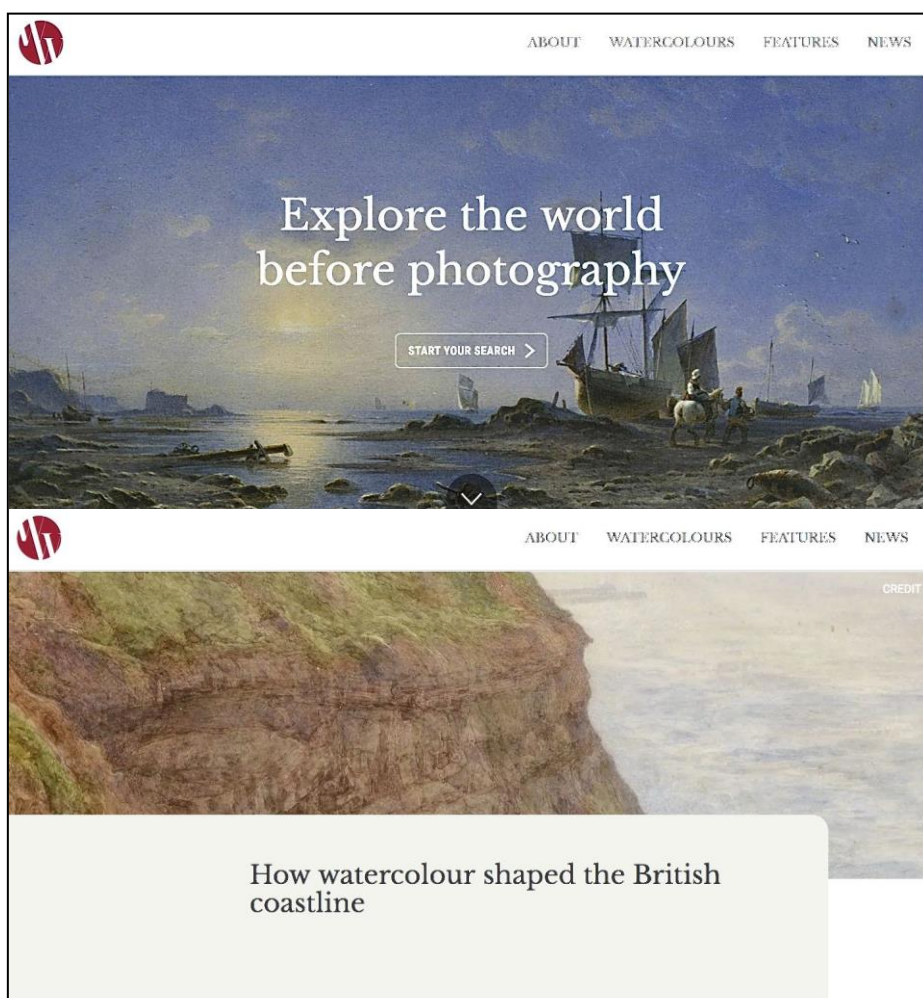 ABOUT WATERCOLOURS FEATURES NEWS
Explore the world
before photography
START YOUR SEARCH
ABOUT WATERCOLOURS FEATURES NEWS
CREDIT
How watercolour shaped the British
coastline